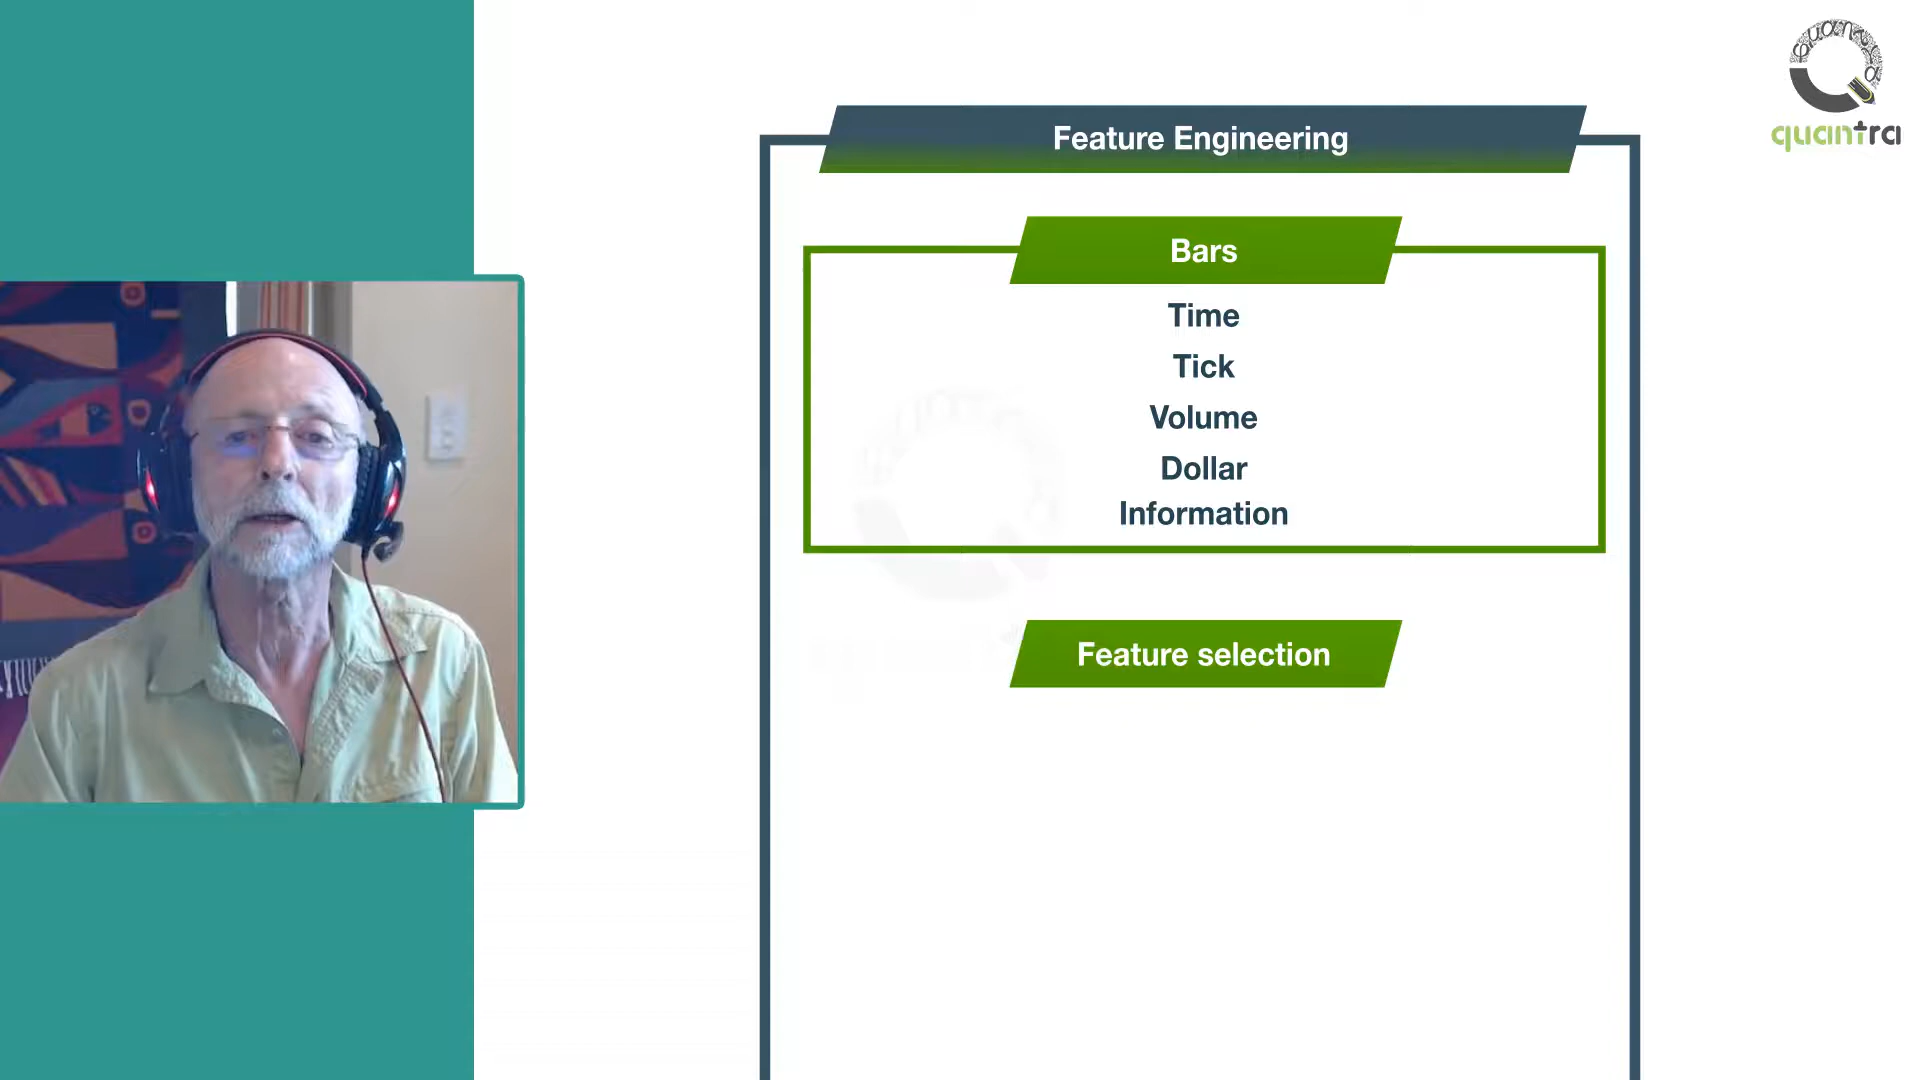 quantra
Feature Engineering
Bars
Time
Tick
Volume
Dollar
Information
Feature selection